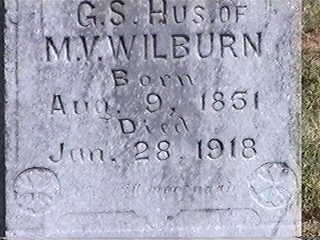 G.S. HUS. OF
M.V. WILBURN
Born
Aug. 9, 1851
Died
Jan. 28, 1918